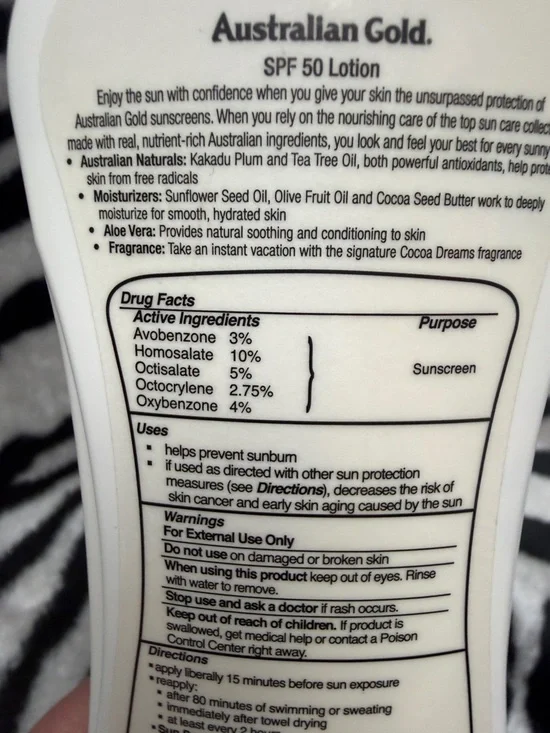 Australian Gold.
SPF 50 Lotion
Enjoy the sun with confidence when you give your skin the unsurpassed protection of
Australian Gold sunscreens. When you rely on the nourishing care of the top sun care
made with real, nutrient-rich Australian ingredients, you look and feel your best for every sunny
• Australian Naturals: Kakadu Plum and Tea Tree Oil, both powerful antioxidants, help
skin from free radicals
• Moisturizers: Sunflower Seed Oil, Olive Fruit Oil and Cocoa Seed Butter work to deeply
moisturize for smooth, hydrated skin
• Aloe Vera: Provides natural soothing and conditioning to skin
• Fragrance: Take an instant vacation with the signature Cocoa Dreams fragrance
Drug Facts
Active Ingredients Purpose
Avobenzone 3%
Homosalate 10%
Octisalate 5% Sunscreen
Octocrylene 2.75%
Oxybenzone 4%
Uses
▪ helps prevent sunburn
▪ if used as directed with other sun protection
measures (see Directions), decreases the risk of
skin cancer and early skin aging caused by the sun
Warnings
For External Use Only
Do not use on damaged or broken skin
When using this product keep out of eyes. Rinse
with water to remove.
Stop use and ask a doctor if rash occurs.
Keep out of reach of children. If product is
swallowed, get medical help or contact a Poison
Control Center right away.
Directions
▪ apply liberally 15 minutes before sun exposure
▪ reapply:
▪ after 80 minutes of swimming or sweating
▪ immediately after towel drying
▪ at least every 2